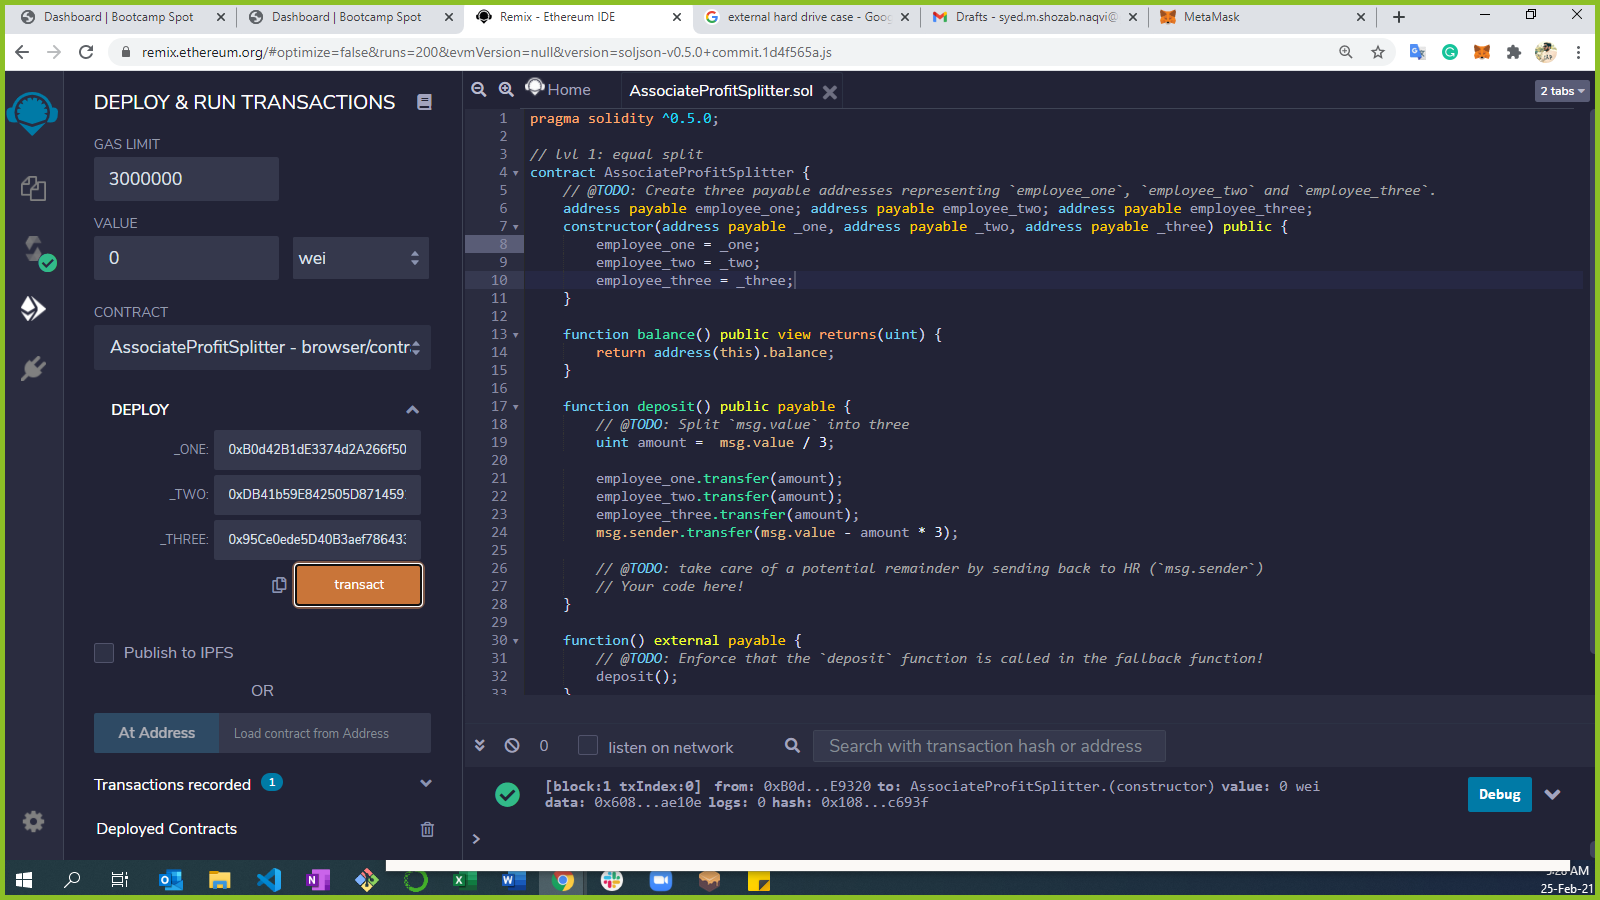 Dashboard | Bootcamp Spot
Dashboard | Bootcamp Spot
Remix - Ethereum IDE
external hard drive case - Goo
Drafts - syed.m.shozab.naqvi@
MetaMask
remix.ethereum.org/#optimize=false&runs=200&evmVersion=null&version=soljson-v0.5.0+commit.1d4f565a.js
DEPLOY & RUN TRANSACTIONS
GAS LIMIT
3000000
VALUE
0
wei
CONTRACT
AssociateProfitSplitter - browser/contr
DEPLOY
_ONE:
0xB0d42B1dE3374d2A266f50
_TWO:
0xDB41b59E842505D871459
_THREE:
0x95Ce0ede5D40B3aef78643
transact
Publish to IPFS
OR
At Address
Load contract from Address
Transactions recorded 1
Deployed Contracts
Home
AssociateProfitSplitter.sol
2 tabs
1 pragma solidity ^0.5.0;
2
3 // lvl 1: equal split
4 contract AssociateProfitSplitter {
5 // @TODO: Create three payable addresses representing `employee_one`, `employee_two` and `employee_three`.
6 address payable employee_one; address payable employee_two; address payable employee_three;
7 constructor(address payable _one, address payable _two, address payable _three) public {
8 employee_one = _one;
9 employee_two = _two;
10 employee_three = _three;
11 }
12
13 function balance() public view returns(uint) {
14 return address(this).balance;
15 }
16
17 function deposit() public payable {
18 // @TODO: Split `msg.value` into three
19 uint amount =  msg.value / 3;
20
21 employee_one.transfer(amount);
22 employee_two.transfer(amount);
23 employee_three.transfer(amount);
24 msg.sender.transfer(msg.value - amount * 3);
25
26 // @TODO: take care of a potential remainder by sending back to HR (`msg.sender`)
27 // Your code here!
28 }
29
30 function() external payable {
31 // @TODO: Enforce that the `deposit` function is called in the fallback function!
32 deposit();
33 }
0
listen on network
Search with transaction hash or address
[block:1 txIndex:0] from: 0xB0d...E9320 to: AssociateProfitSplitter.(constructor) value: 0 wei
data: 0x608...ae10e logs: 0 hash: 0x108...c693f
Debug
>
25-Feb-21